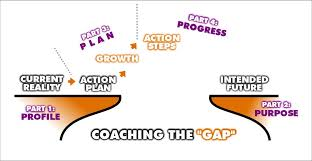 PART 3:
PLAN
PART 4:
PROGRESS
ACTION
STEPS
GROWTH
CURRENT
REALITY
ACTION
PLAN
INTENDED
FUTURE
PART 1:
PROFILE
PART 2:
PURPOSE
COACHING THE "GAP"